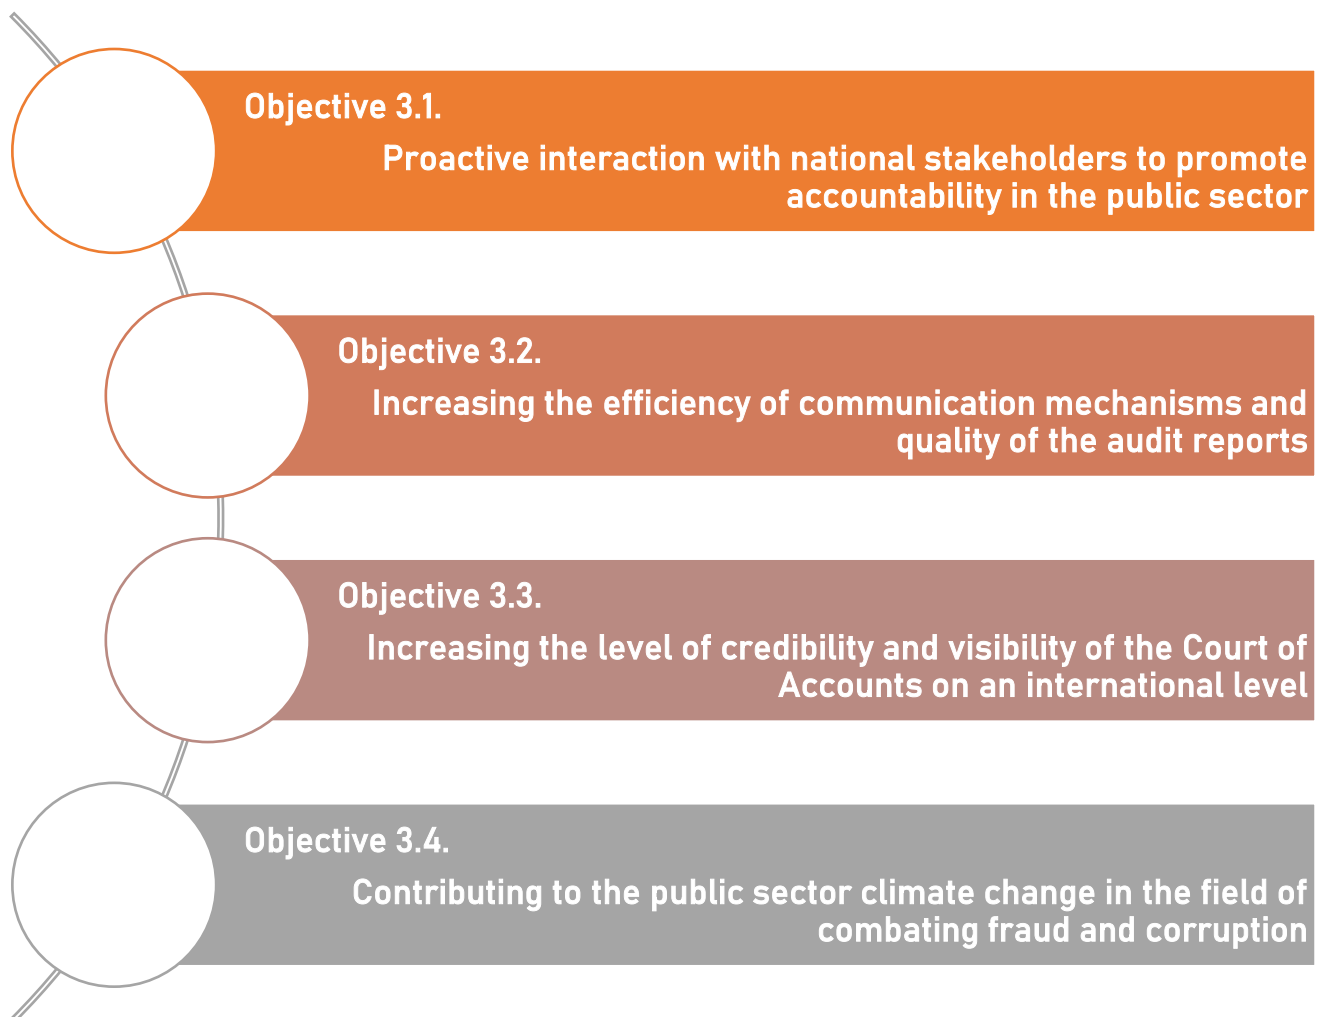 Objective 3.1.
Proactive interaction with national stakeholders to promote
accountability in the public sector
Objective 3.2.
Increasing the efficiency of communication mechanisms and
quality of the audit reports
Objective 3.3.
Increasing the level of credibility and visibility of the Court of
Accounts on an international level
Objective 3.4.
Contributing to the public sector climate change in the field of
combating fraud and corruption